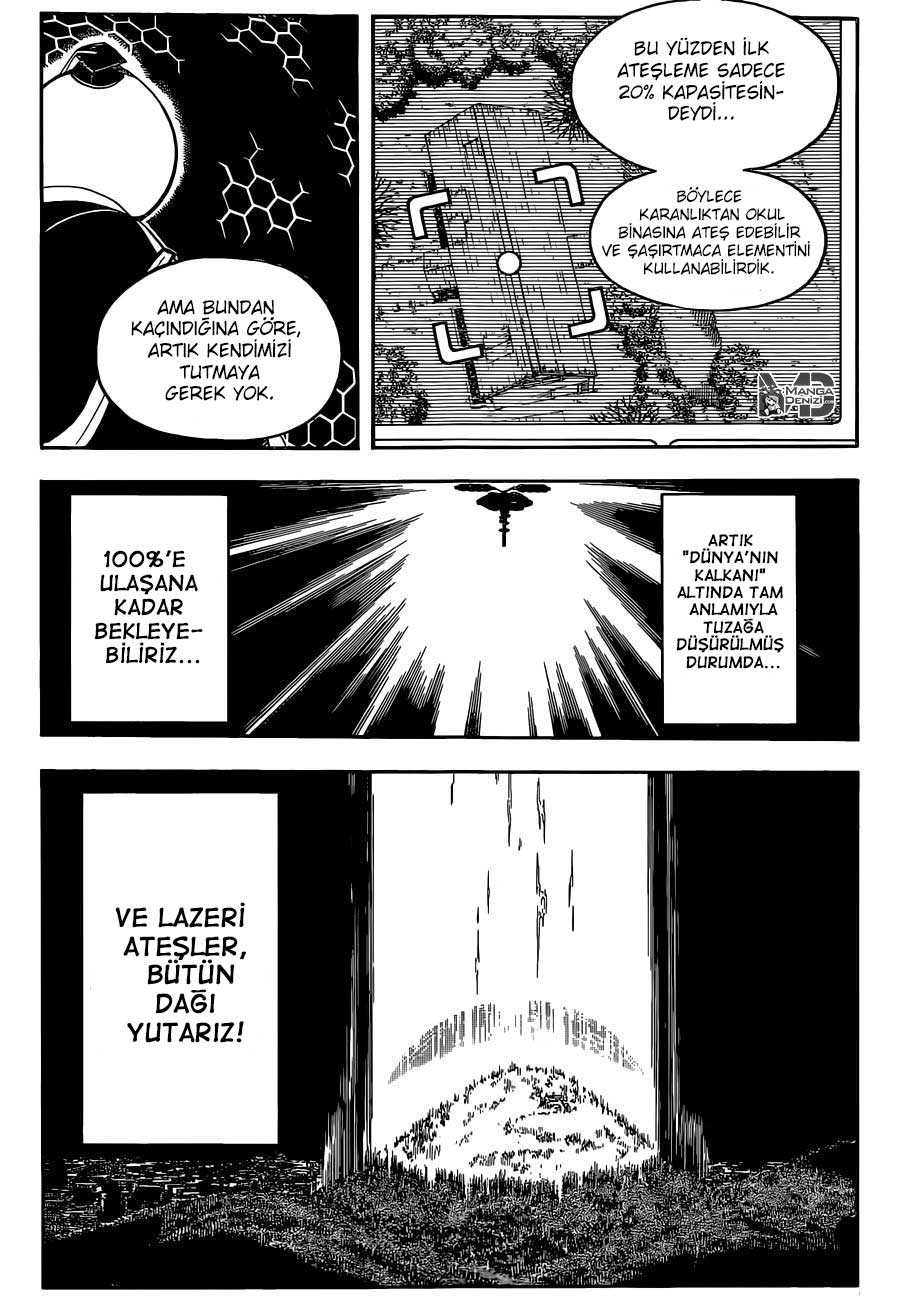 BU YÜZDEN İLK
ATEŞLEME SADECE
20% KAPASİTESİN-
DEYDİ...
BÖYLECE
KARANLIKTAN OKUL
BİNASINA ATEŞ EDEBİLİR
VE ŞAŞIRTMACA ELEMENTİNİ
KULLANABİLİRDİK.
MANGA
DENİZİ.com
AMA BUNDAN
KAÇINDIĞINA GÖRE,
ARTIK KENDİMİZİ
TUTMAYA
GEREK YOK.
ARTIK
"DÜNYA'NIN
KALKANI"
ALTINDA TAM
ANLAMIYLA
TUZAĞA
DÜŞÜRÜLMÜŞ
DURUMDA...
100%'E
ULAŞANA
KADAR
BEKLEYE-
BİLİRİZ...
VE LAZERİ
ATEŞLER,
BÜTÜN
DAĞI
YUTARIZ!